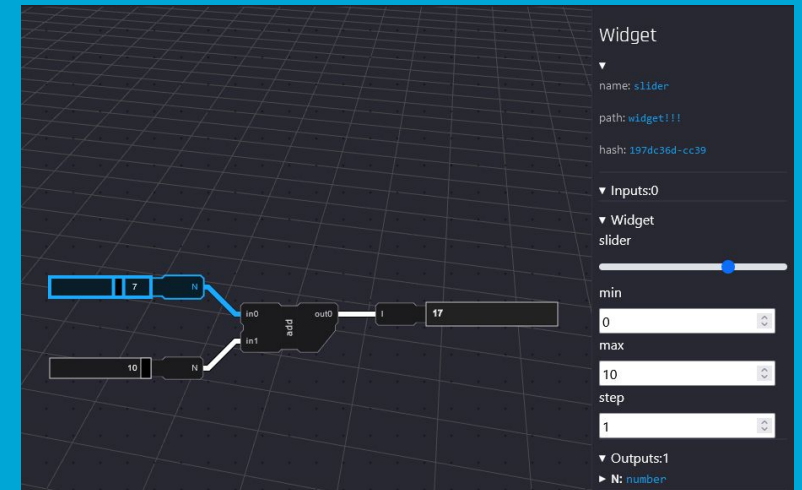 Widget
▼
name: slider
path: widget!!!
hash: 197dc36d-cc39
▼ Inputs:0
▼ Widget
slider
min
0
max
10
step
1
▼ Outputs:1
► N: number
7 N
in0 out0 I 17
add
in1
10 N